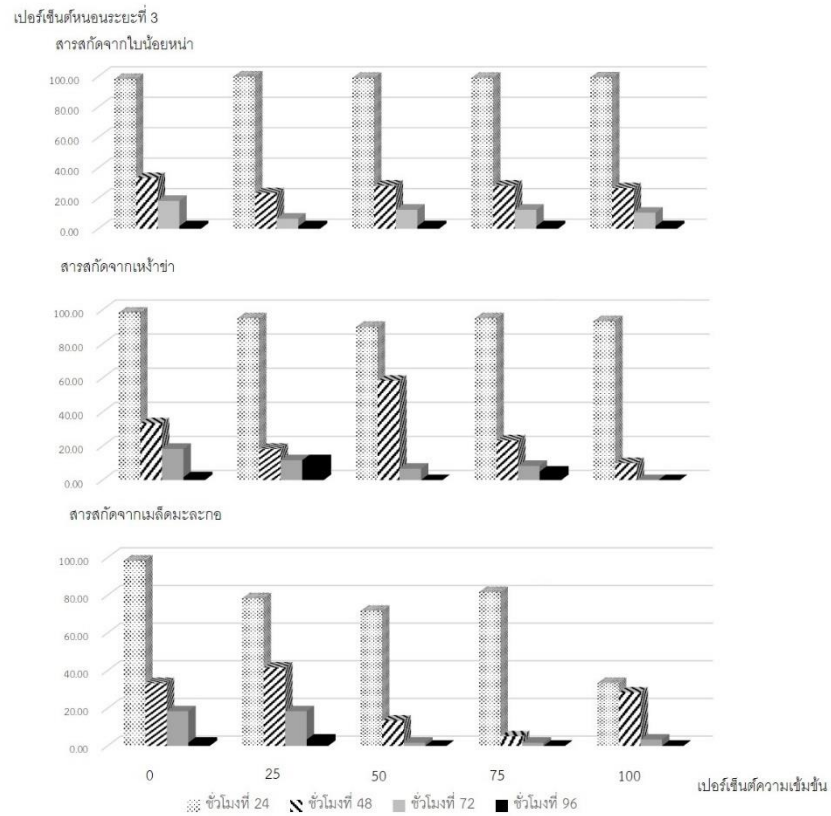 เปอร์เซ็นต์หนอนระยะที่ 3
สารสกัดจากใบน้อยหน่า
100.00
80.00
60.00
40.00
20.00
0.00
สารสกัดจากเหง้าข่า
100.00
80.00
60.00
40.00
20.00
0.00
สารสกัดจากเมล็ดมะละกอ
100.00
80.00
60.00
40.00
20.00
0.00
0 25 50 75 100
เปอร์เซ็นต์ความเข้มข้น
ชั่วโมงที่ 24 ชั่วโมงที่ 48 ชั่วโมงที่ 72 ชั่วโมงที่ 96